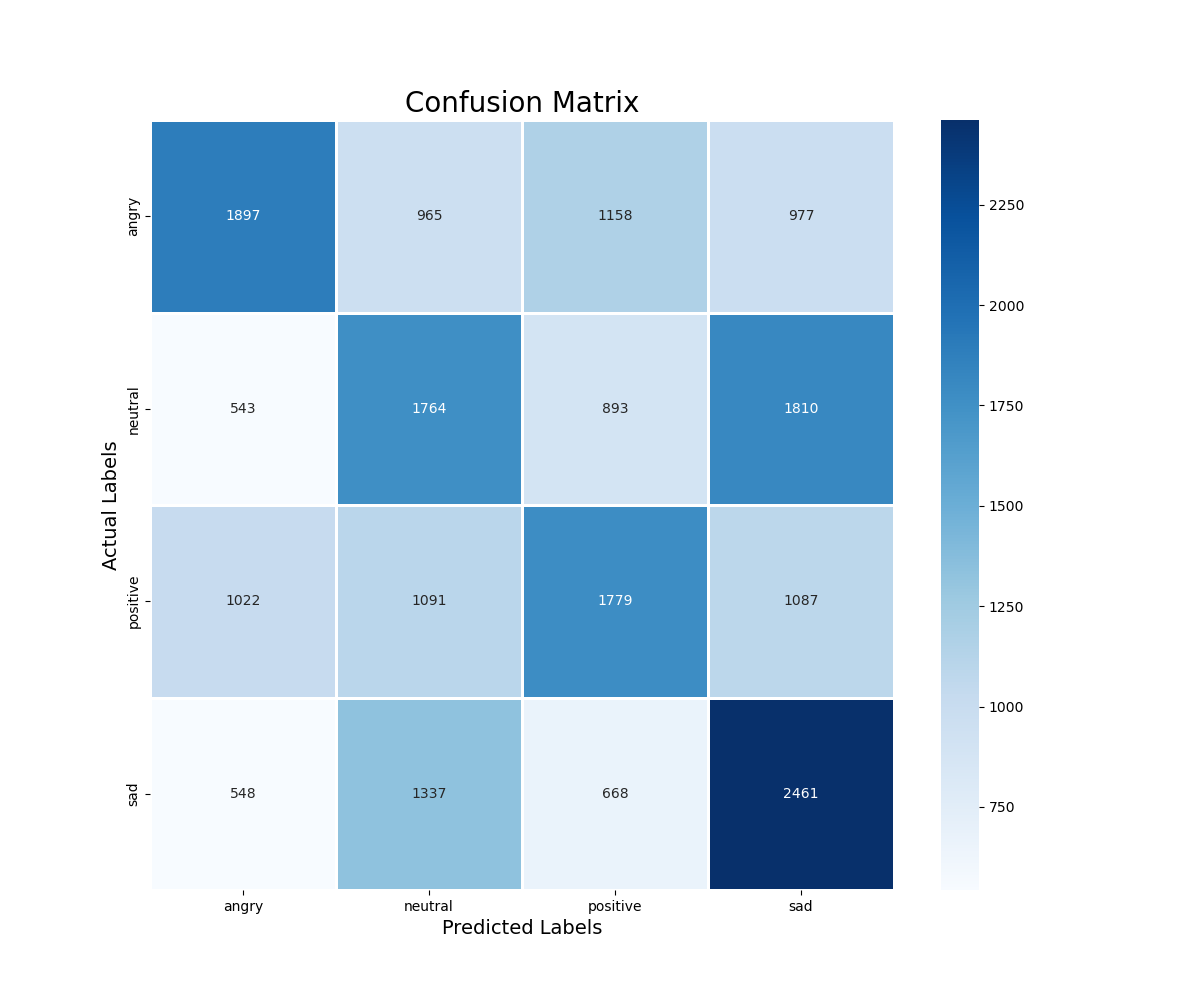 Confusion Matrix
angry 1897 965 1158 977
neutral 543 1764 893 1810
positive 1022 1091 1779 1087
sad 548 1337 668 2461
Actual Labels
angry neutral positive sad
Predicted Labels
2250
2000
1750
1500
1250
1000
750